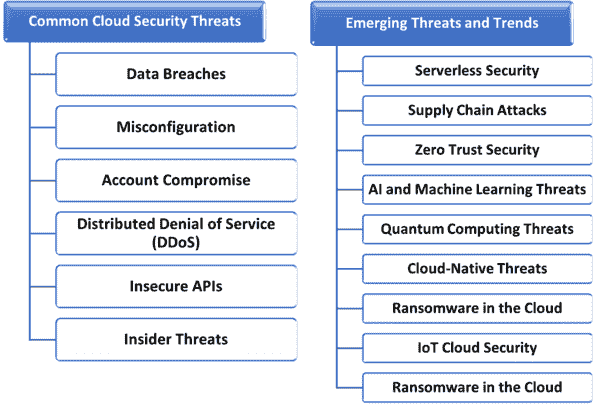 Common Cloud Security Threats
Data Breaches
Misconfiguration
Account Compromise
Distributed Denial of Service
(DDoS)
Insecure APIs
Insider Threats
Emerging Threats and Trends
Serverless Security
Supply Chain Attacks
Zero Trust Security
AI and Machine Learning Threats
Quantum Computing Threats
Cloud-Native Threats
Ransomware in the Cloud
IoT Cloud Security
Ransomware in the Cloud